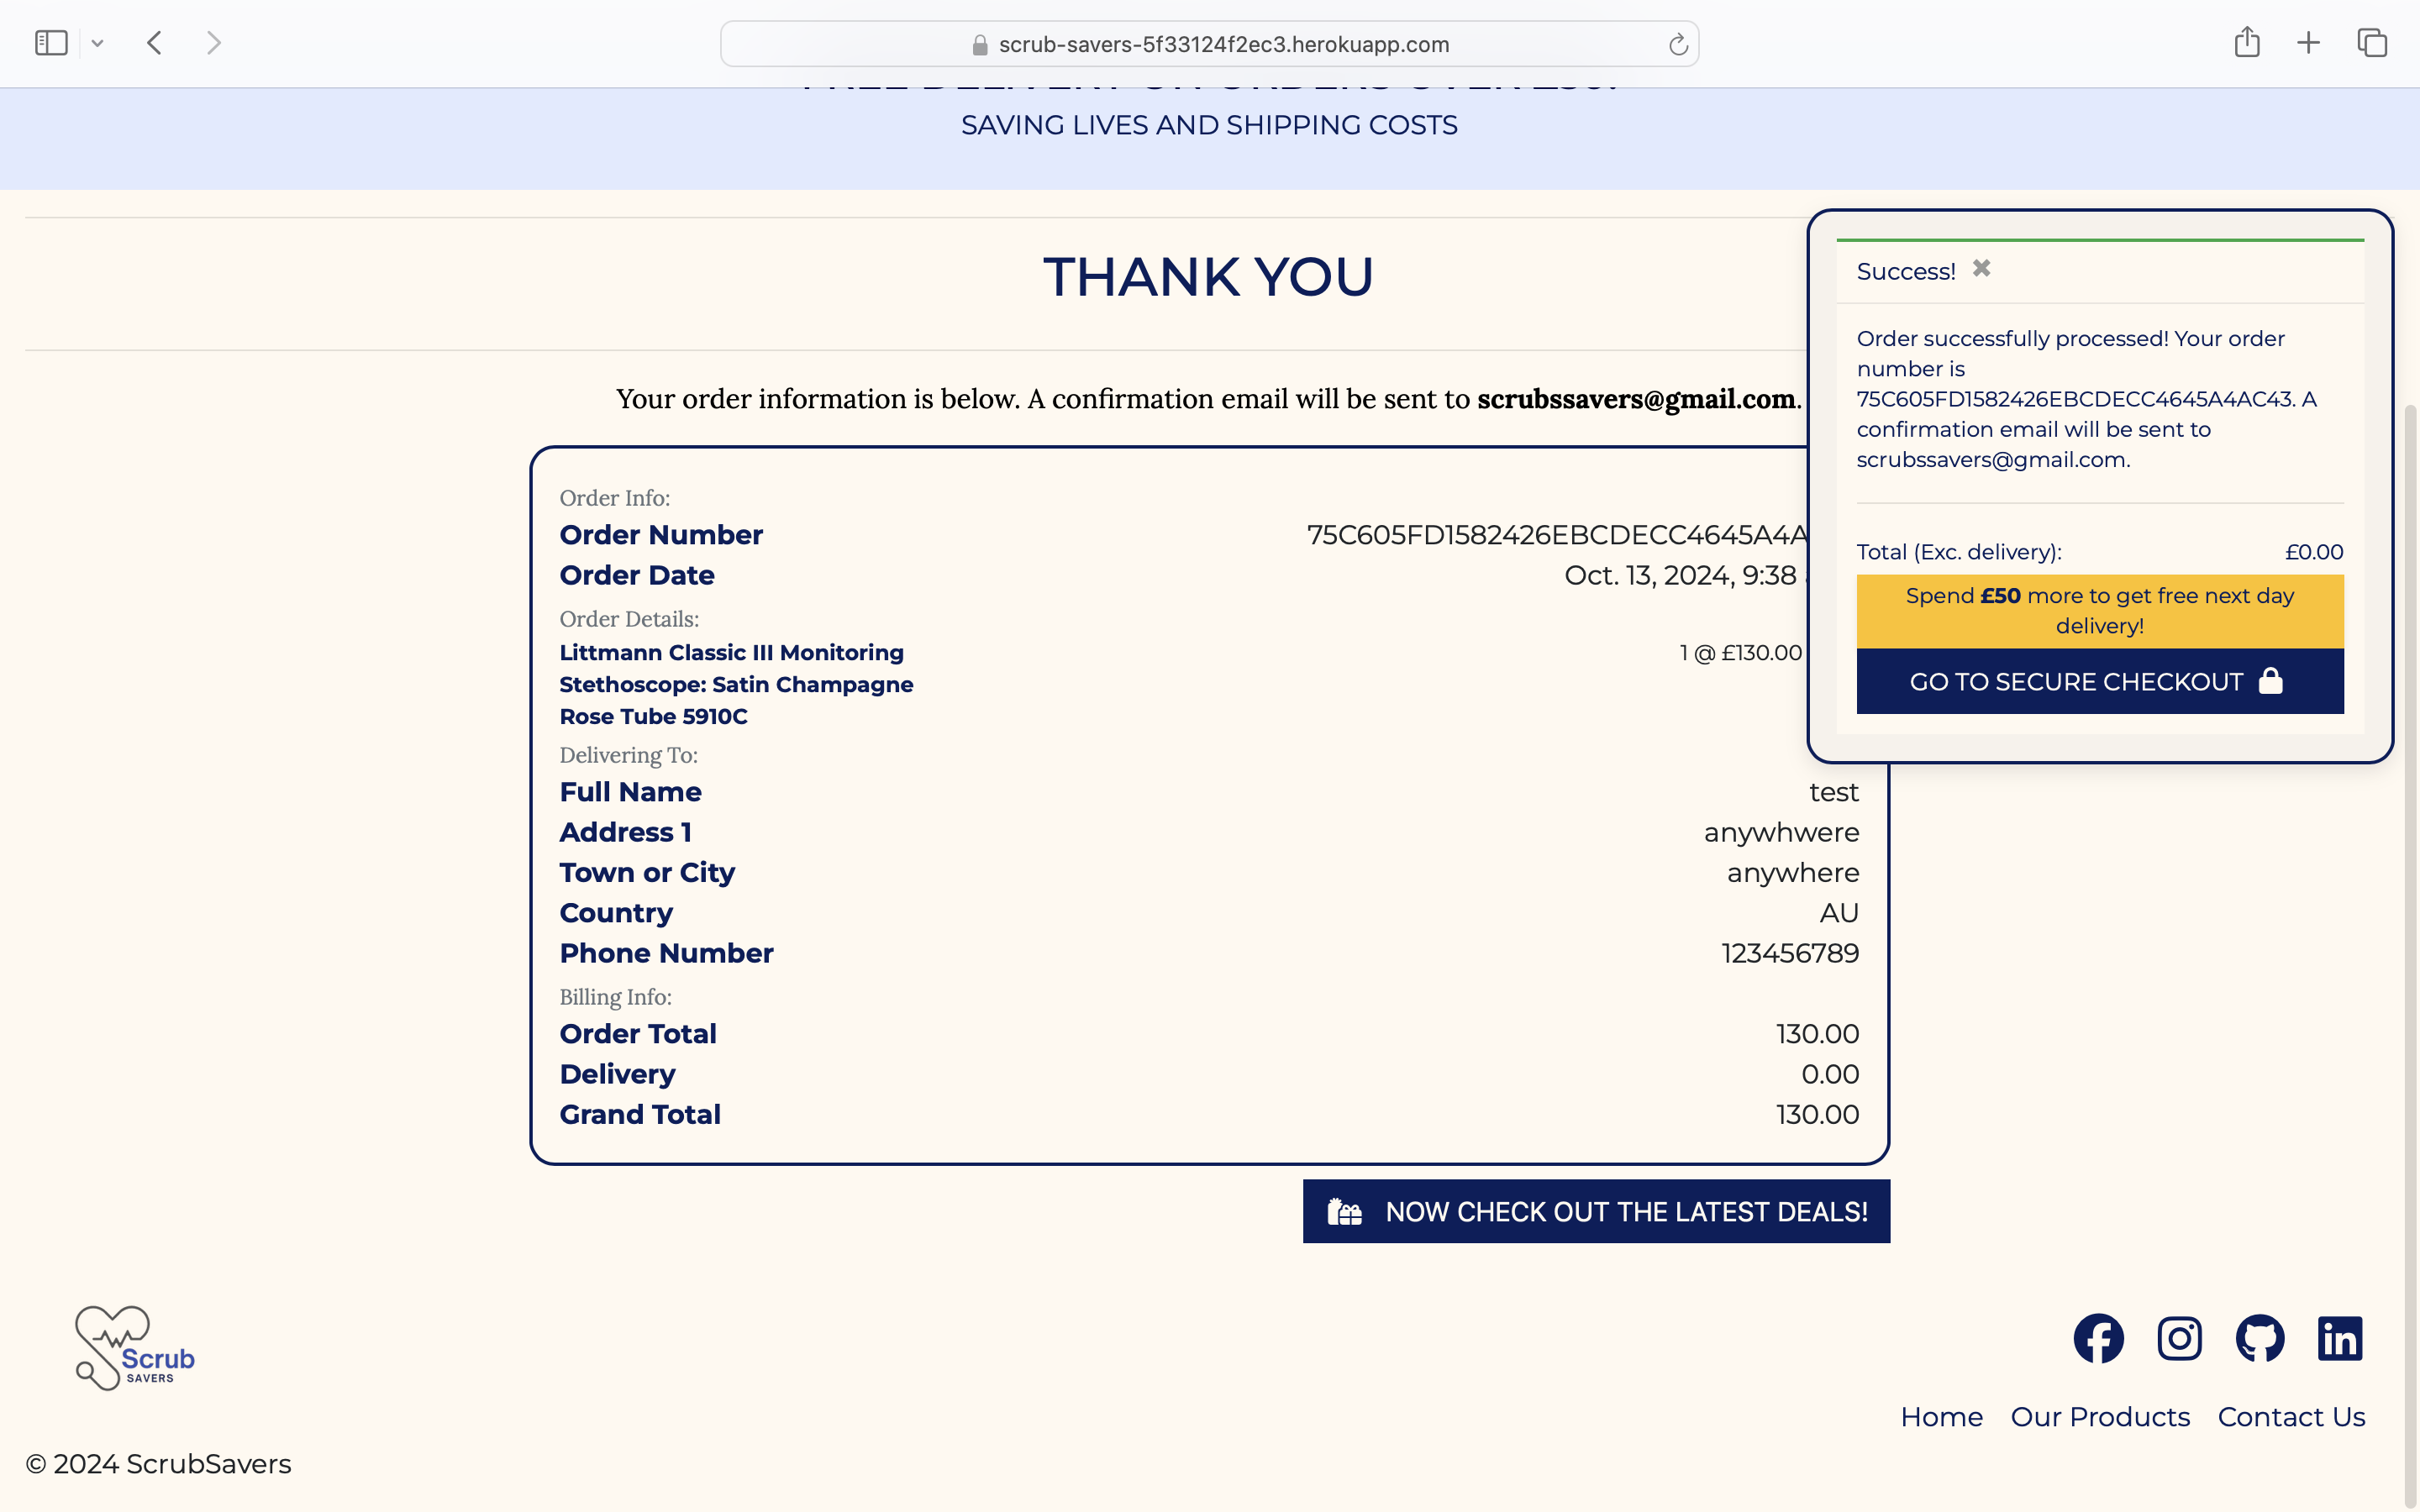 scrub-savers-5f33124f2ec3.herokuapp.com
FREE DELIVERY ON ORDERS OVER £50!
SAVING LIVES AND SHIPPING COSTS
THANK YOU
Your order information is below. A confirmation email will be sent to scrubssavers@gmail.com.
Order Info:
Order Number 75C605FD1582426EBCDECC4645A4A
Order Date Oct. 13, 2024, 9:38
Order Details:
Littmann Classic III Monitoring 1 @ £130.00
Stethoscope: Satin Champagne
Rose Tube 5910C
Delivering To:
Full Name test
Address 1 anywhwere
Town or City anywhere
Country AU
Phone Number 123456789
Billing Info:
Order Total 130.00
Delivery 0.00
Grand Total 130.00
NOW CHECK OUT THE LATEST DEALS!
Success! ✖
Order successfully processed! Your order
number is
75C605FD1582426EBCDECC4645A4AC43. A
confirmation email will be sent to
scrubssavers@gmail.com.
Total (Exc. delivery): £0.00
Spend £50 more to get free next day
delivery!
GO TO SECURE CHECKOUT
Scrub
SAVERS
Home Our Products Contact Us
© 2024 ScrubSavers